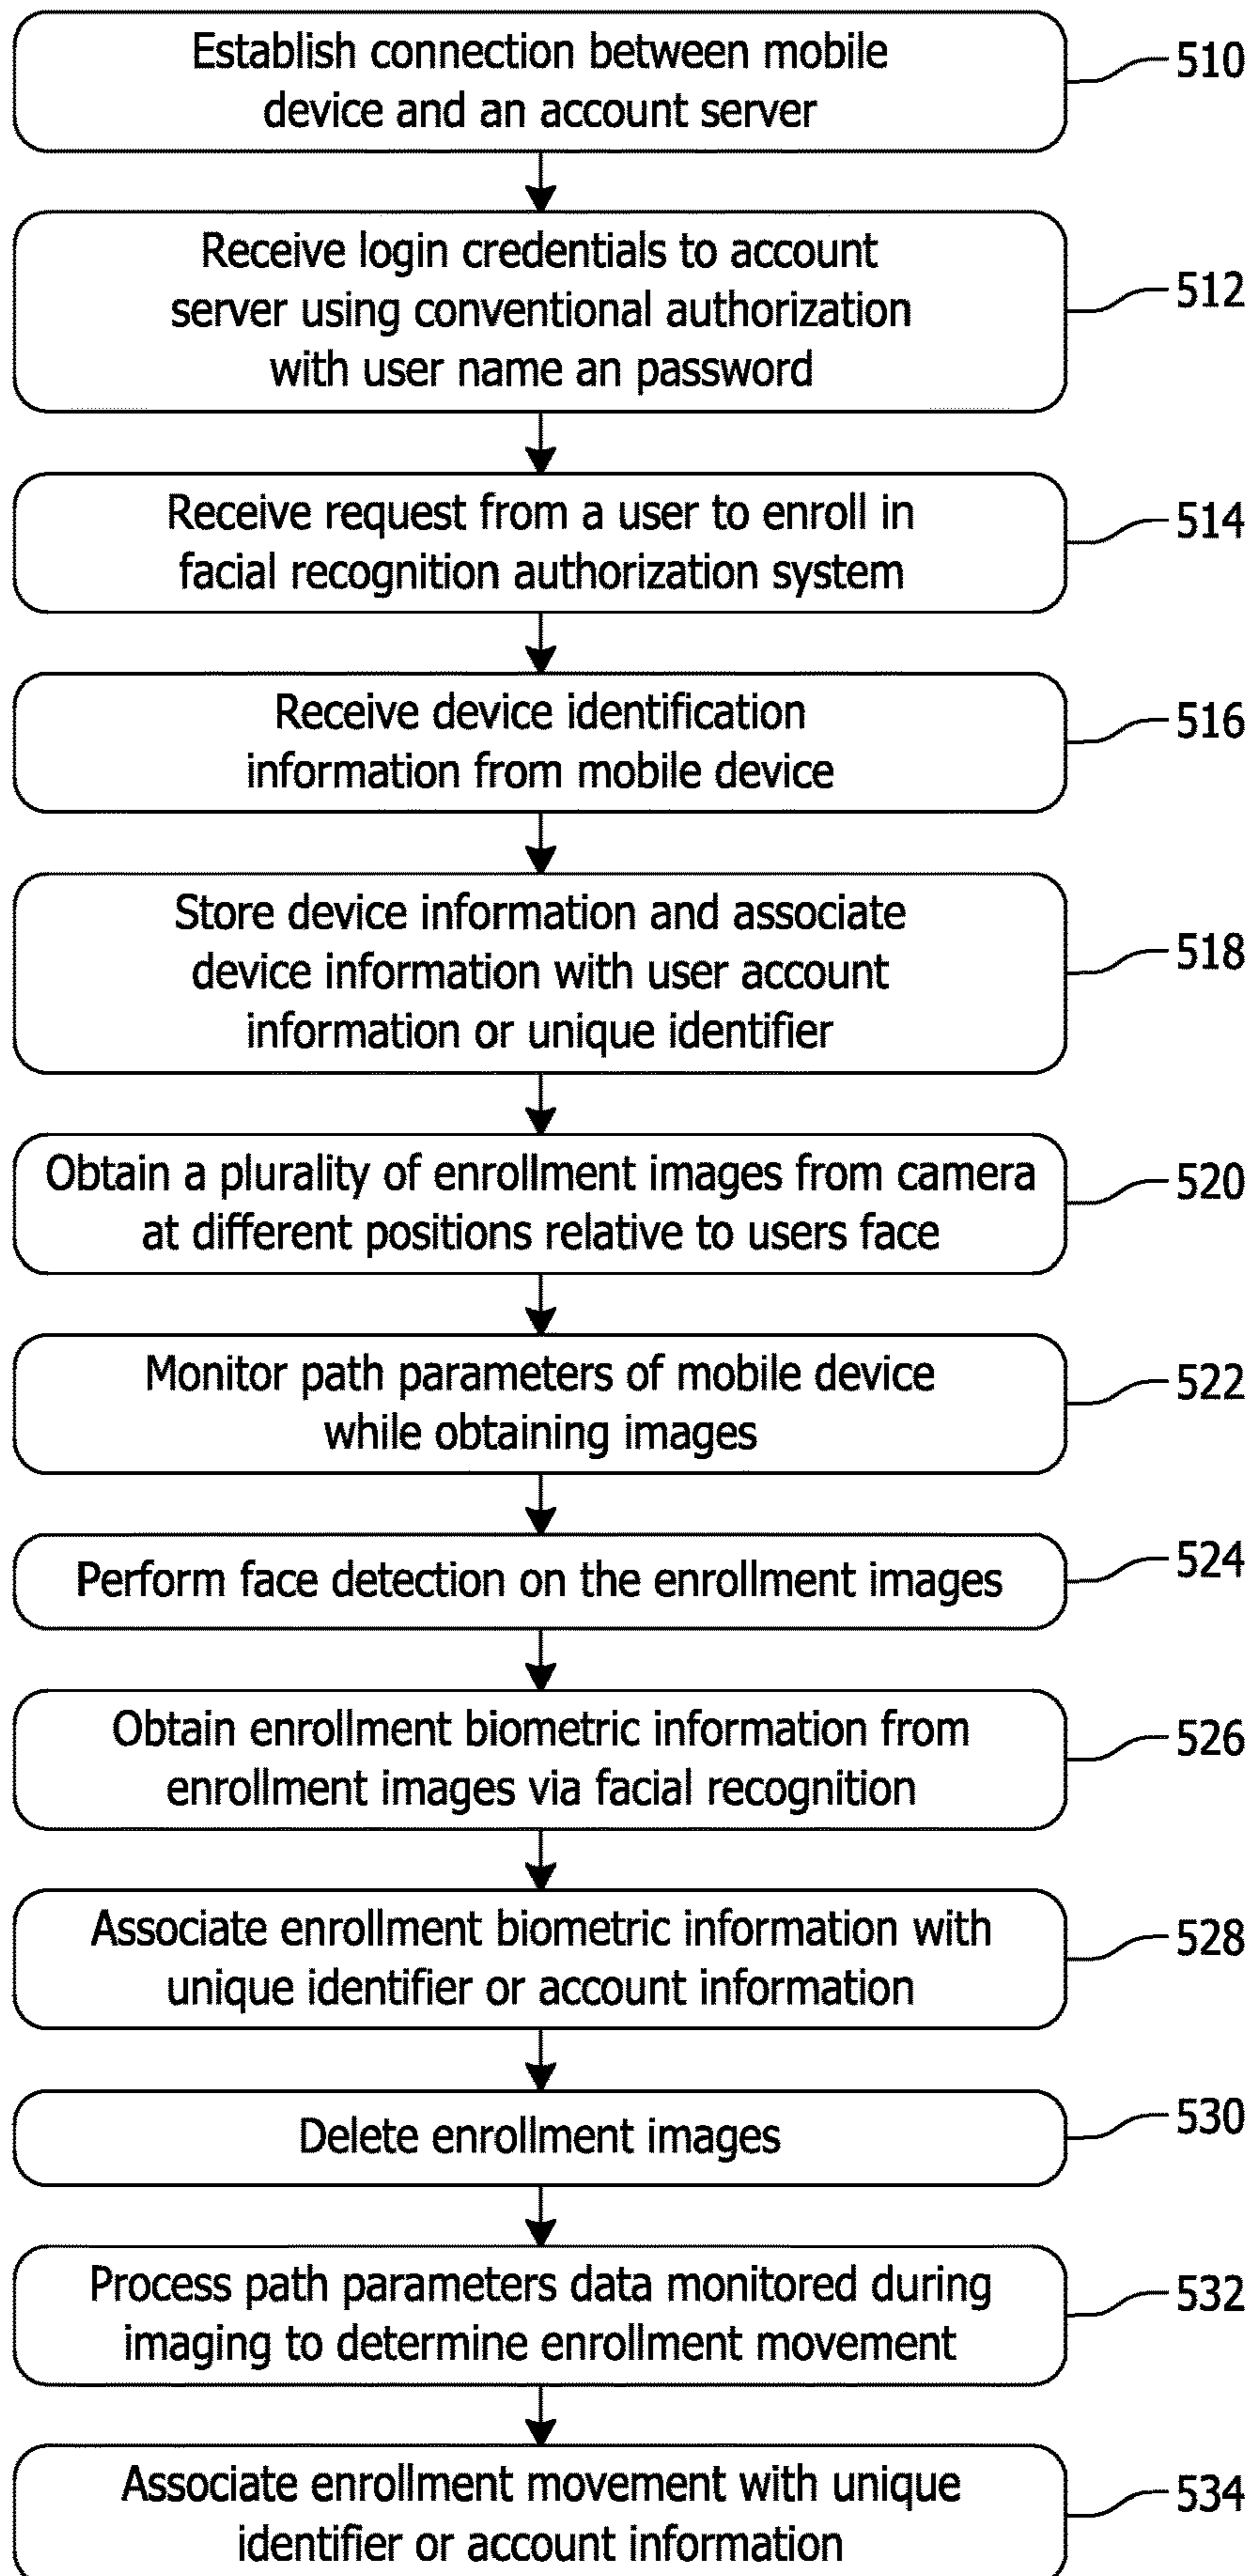 Establish connection between mobile
device and an account server
510
Receive login credentials to account
server using conventional authorization
with user name an password
512
Receive request from a user to enroll in
facial recognition authorization system
514
Receive device identification
information from mobile device
516
Store device information and associate
device information with user account
information or unique identifier
518
Obtain a plurality of enrollment images from camera
at different positions relative to users face
520
Monitor path parameters of mobile device
while obtaining images
522
Perform face detection on the enrollment images
524
Obtain enrollment biometric information from
enrollment images via facial recognition
526
Associate enrollment biometric information with
unique identifier or account information
528
Delete enrollment images
530
Process path parameters data monitored during
imaging to determine enrollment movement
532
Associate enrollment movement with unique
identifier or account information
534